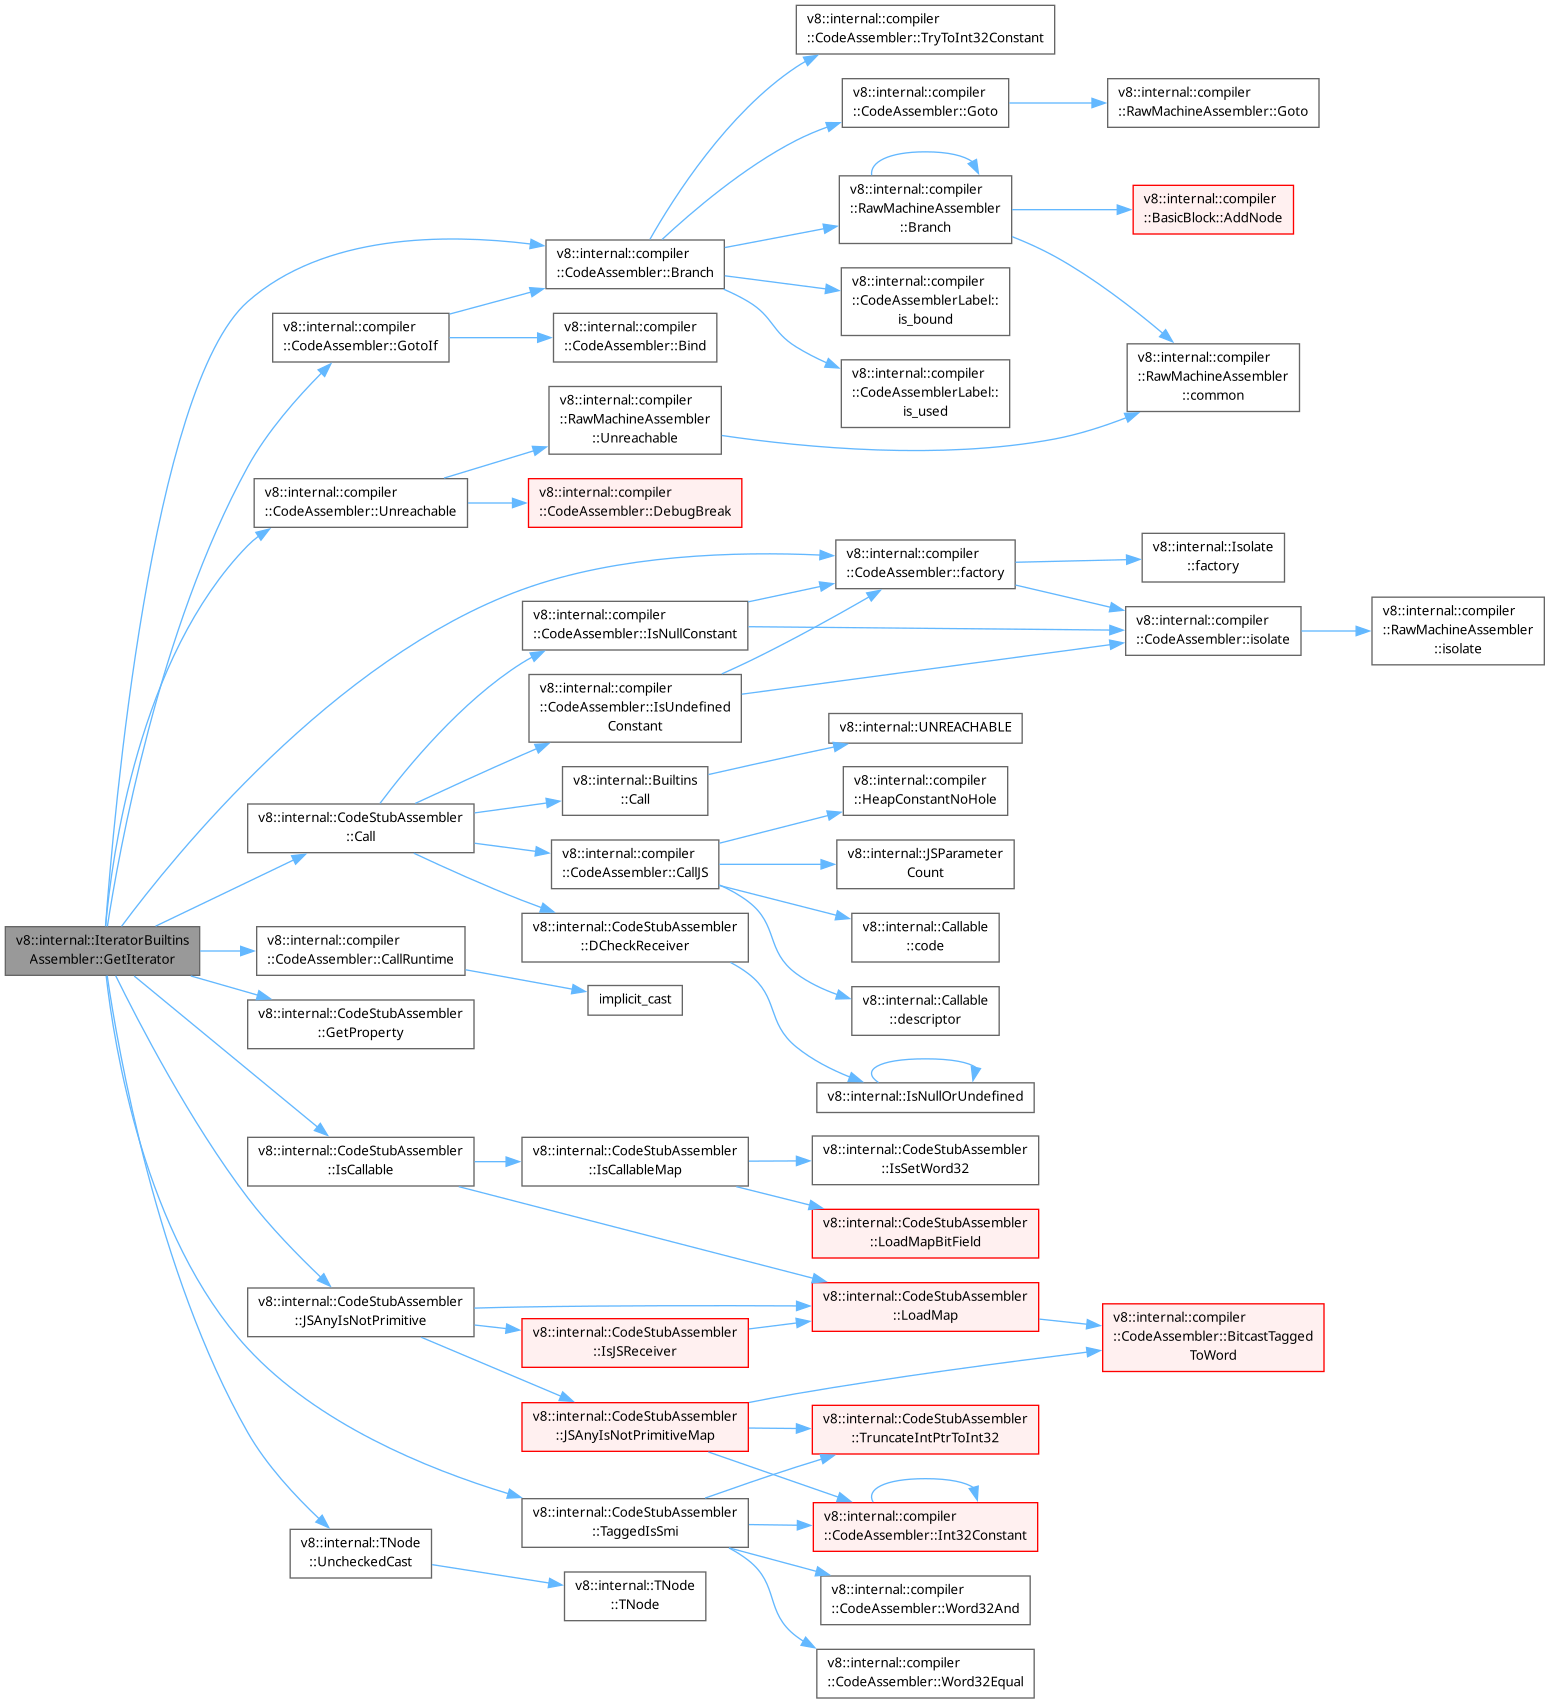 v8::internal::compiler
::CodeAssembler::TryToInt32Constant
v8::internal::compiler
::CodeAssembler::Goto
v8::internal::compiler
::RawMachineAssembler::Goto
v8::internal::compiler
::RawMachineAssembler
::Branch
v8::internal::compiler
::BasicBlock::AddNode
v8::internal::compiler
::CodeAssembler::Branch
v8::internal::compiler
::CodeAssemblerLabel::
is_bound
v8::internal::compiler
::CodeAssembler::GotoIf
v8::internal::compiler
::CodeAssembler::Bind
v8::internal::compiler
::CodeAssemblerLabel::
is_used
v8::internal::compiler
::RawMachineAssembler
::common
v8::internal::compiler
::RawMachineAssembler
::Unreachable
v8::internal::compiler
::CodeAssembler::Unreachable
v8::internal::compiler
::CodeAssembler::DebugBreak
v8::internal::compiler
::CodeAssembler::factory
v8::internal::Isolate
::factory
v8::internal::compiler
::CodeAssembler::IsNullConstant
v8::internal::compiler
::CodeAssembler::isolate
v8::internal::compiler
::RawMachineAssembler
::isolate
v8::internal::compiler
::CodeAssembler::IsUndefined
Constant
v8::internal::UNREACHABLE
v8::internal::Builtins
::Call
v8::internal::compiler
::HeapConstantNoHole
v8::internal::CodeStubAssembler
::Call
v8::internal::compiler
::CodeAssembler::CallJS
v8::internal::JSParameter
Count
v8::internal::CodeStubAssembler
::DCheckReceiver
v8::internal::Callable
::code
v8::internal::IteratorBuiltins
Assembler::GetIterator
v8::internal::compiler
::CodeAssembler::CallRuntime
implicit_cast
v8::internal::Callable
::descriptor
v8::internal::CodeStubAssembler
::GetProperty
v8::internal::IsNullOrUndefined
v8::internal::CodeStubAssembler
::IsCallable
v8::internal::CodeStubAssembler
::IsCallableMap
v8::internal::CodeStubAssembler
::IsSetWord32
v8::internal::CodeStubAssembler
::LoadMapBitField
v8::internal::CodeStubAssembler
::JSAnyIsNotPrimitive
v8::internal::CodeStubAssembler
::LoadMap
v8::internal::CodeStubAssembler
::IsJSReceiver
v8::internal::compiler
::CodeAssembler::BitcastTagged
ToWord
v8::internal::CodeStubAssembler
::JSAnyIsNotPrimitiveMap
v8::internal::CodeStubAssembler
::TruncateIntPtrToInt32
v8::internal::CodeStubAssembler
::TaggedIsSmi
v8::internal::compiler
::CodeAssembler::Int32Constant
v8::internal::TNode
::UncheckedCast
v8::internal::TNode
::TNode
v8::internal::compiler
::CodeAssembler::Word32And
v8::internal::compiler
::CodeAssembler::Word32Equal